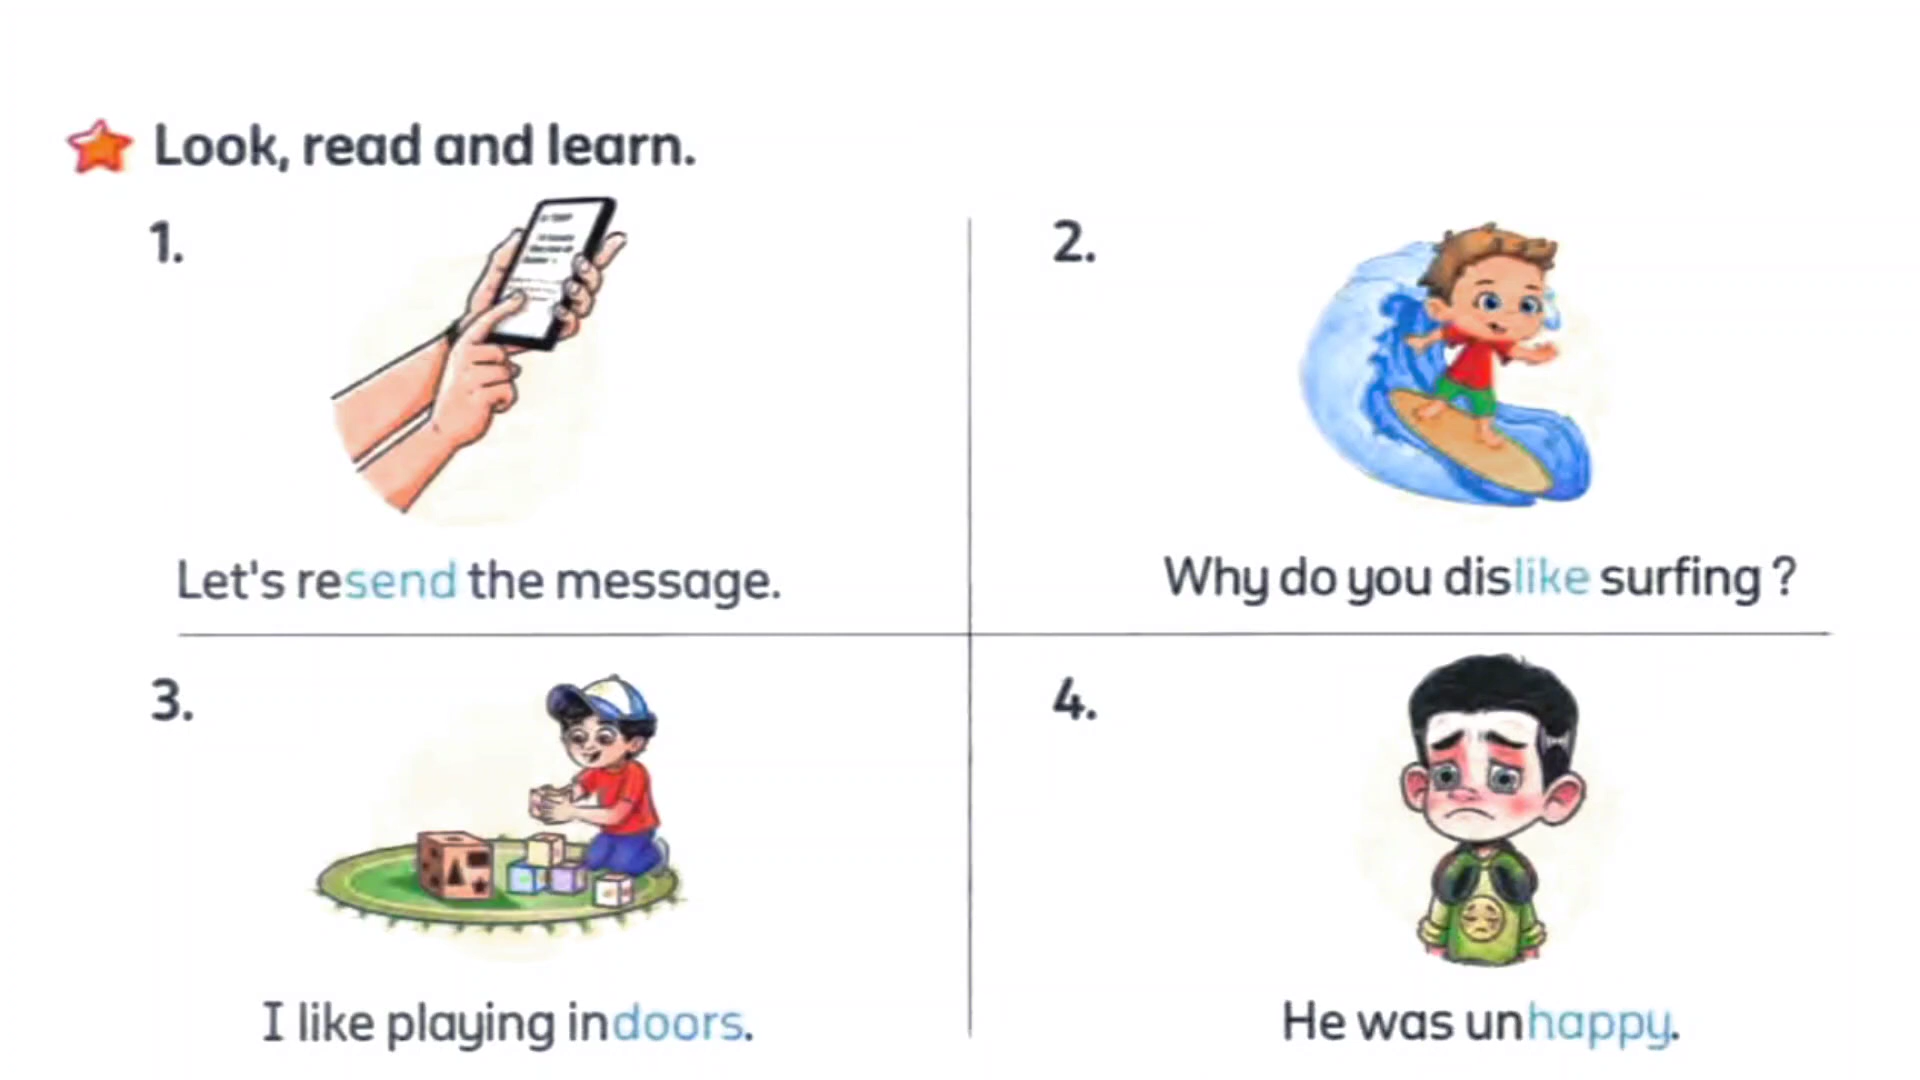 Look, read and learn.
1.
Let's resend the message.
2.
Why do you dislike surfing ?
3.
I like playing indoors.
4.
He was unhappy.